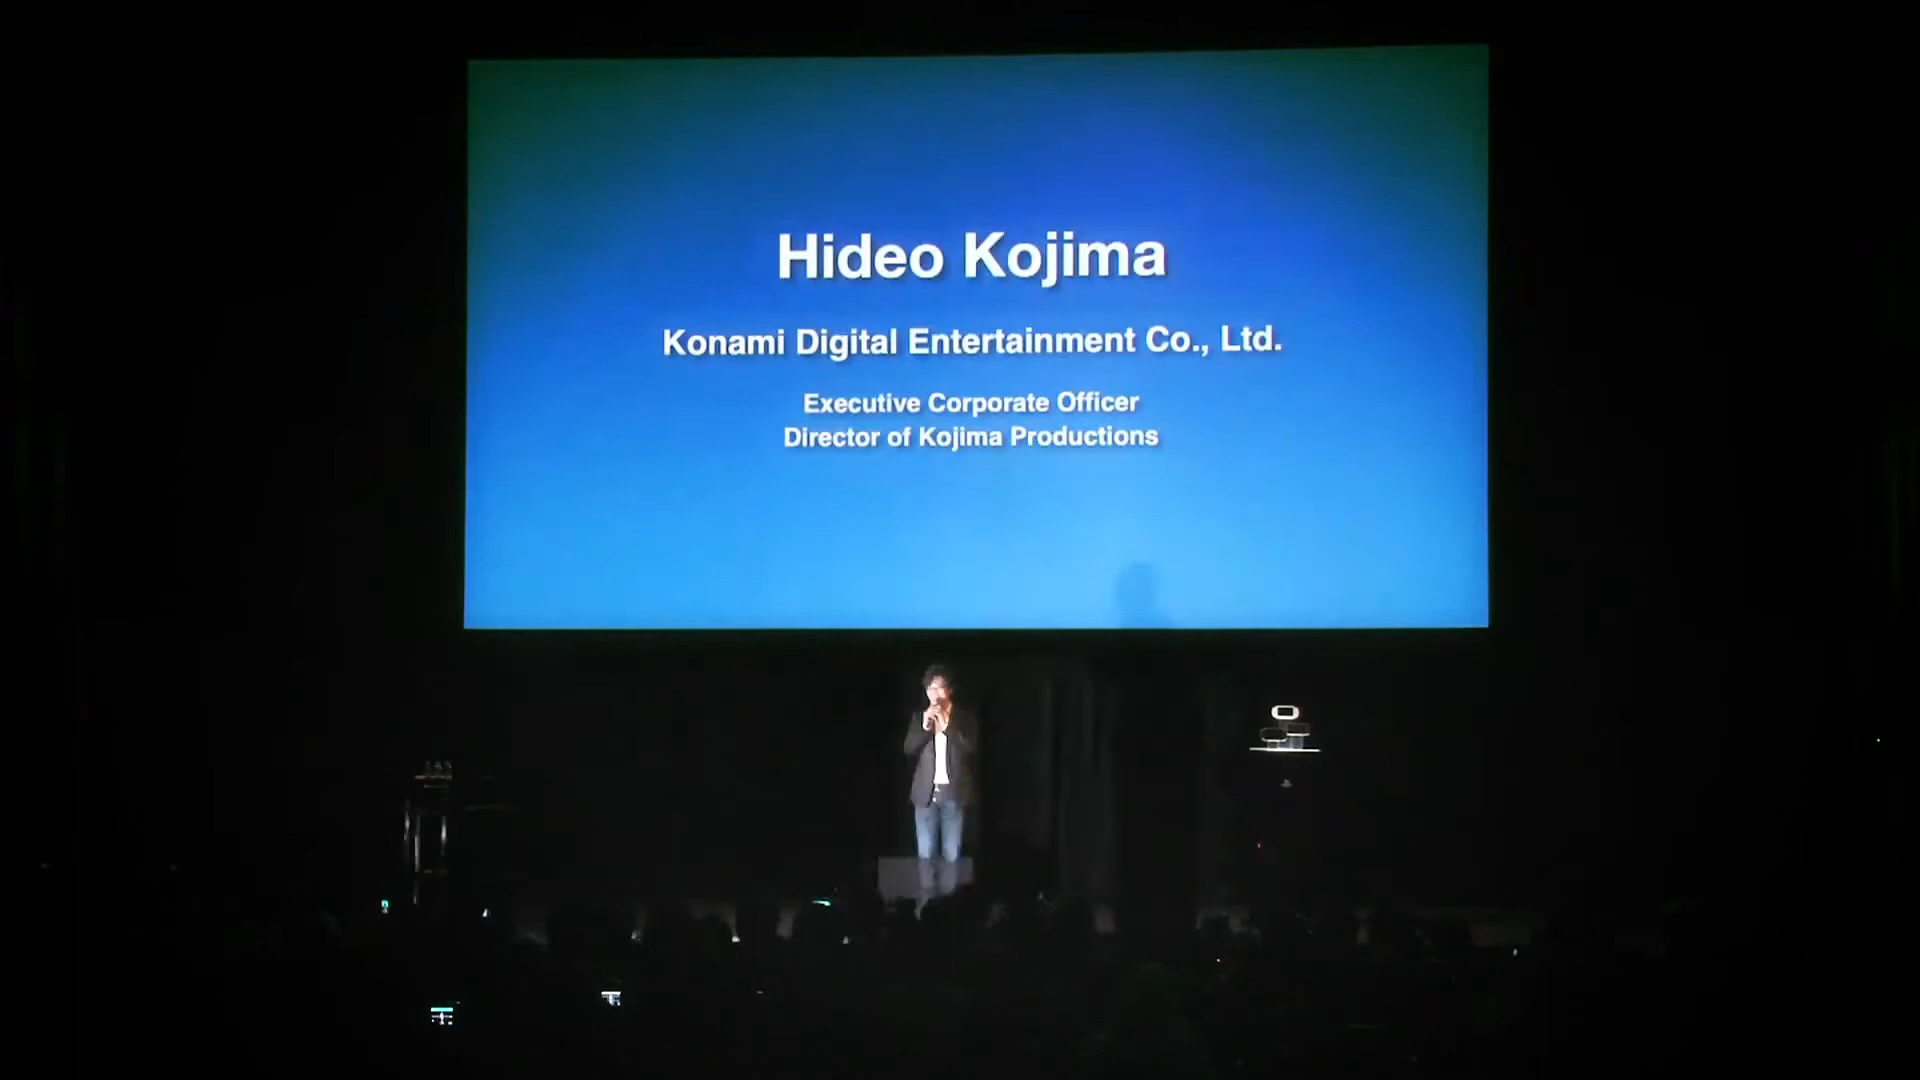 Hideo Kojima
Konami Digital Entertainment Co., Ltd.
Executive Corporate Officer
Director of Kojima Productions